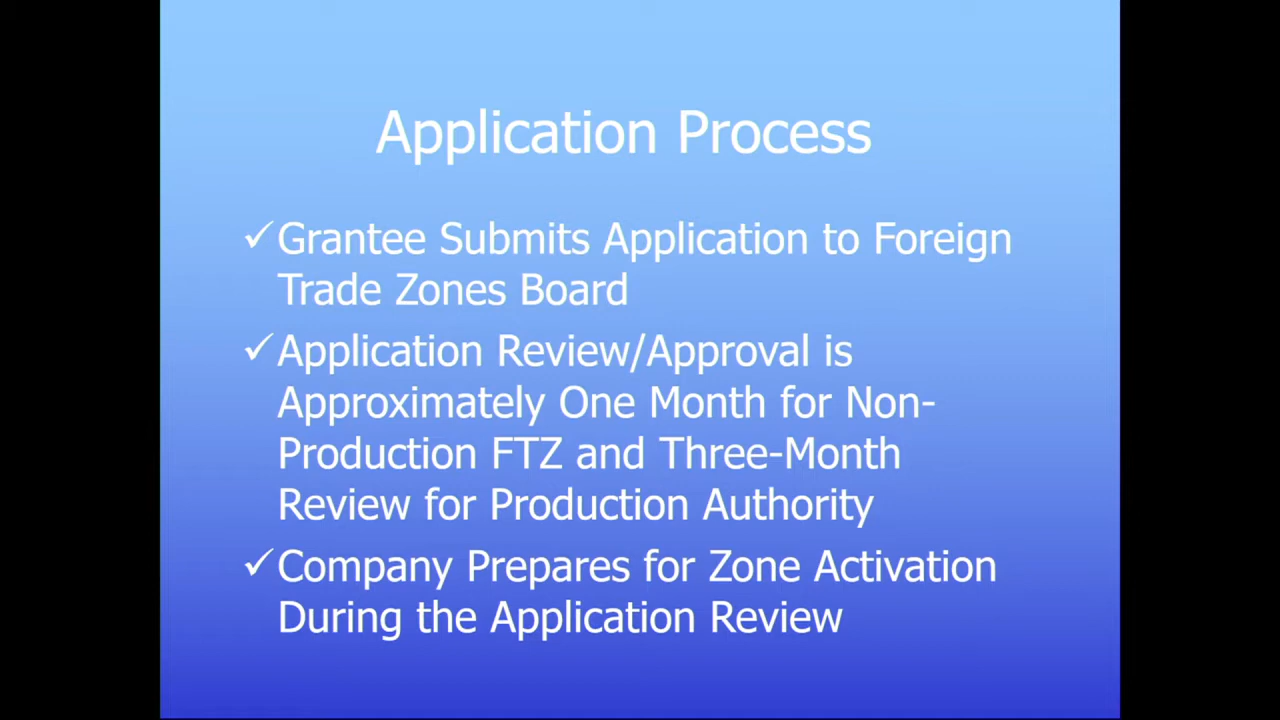 Application Process
✓Grantee Submits Application to Foreign
Trade Zones Board
✓Application Review/Approval is
Approximately One Month for Non-
Production FTZ and Three-Month
Review for Production Authority
✓Company Prepares for Zone Activation
During the Application Review